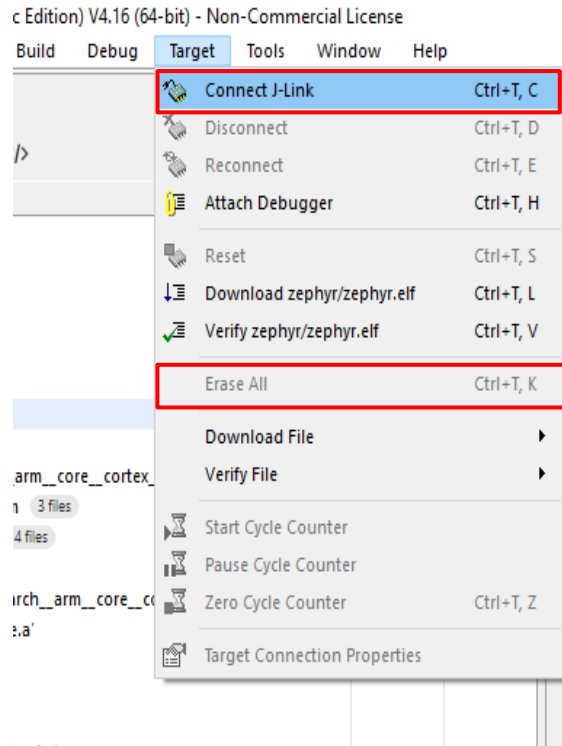 c Edition) V4.16 (64-bit) - Non-Commercial License
Build Debug Target Tools Window Help
Connect J-Link Ctrl+T, C
Disconnect Ctrl+T, D
/>
Reconnect Ctrl+T, E
Attach Debugger Ctrl+T, H
Reset Ctrl+T, S
Download zephyr/zephyr.elf Ctrl+T, L
Verify zephyr/zephyr.elf Ctrl+T, V
Erase All Ctrl+T, K
Download File
_arm__core__cortex_ Verify File
3 files
4 files Start Cycle Counter
Pause Cycle Counter
arch__arm__core__co Zero Cycle Counter Ctrl+T, Z
e.a'
Target Connection Properties